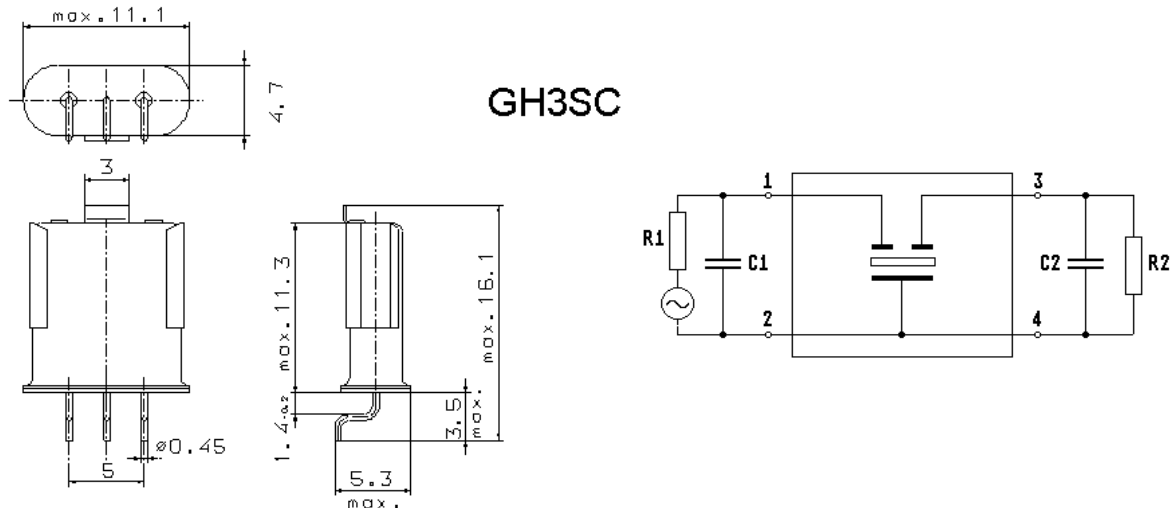 max.11.1
4.7
GH3SC
3
max.11.3
max.16.1
1.4-0.2
3.5 max.
ø0.45
5
5.3
max.
1
3
R1
C1
C2
R2
2
4